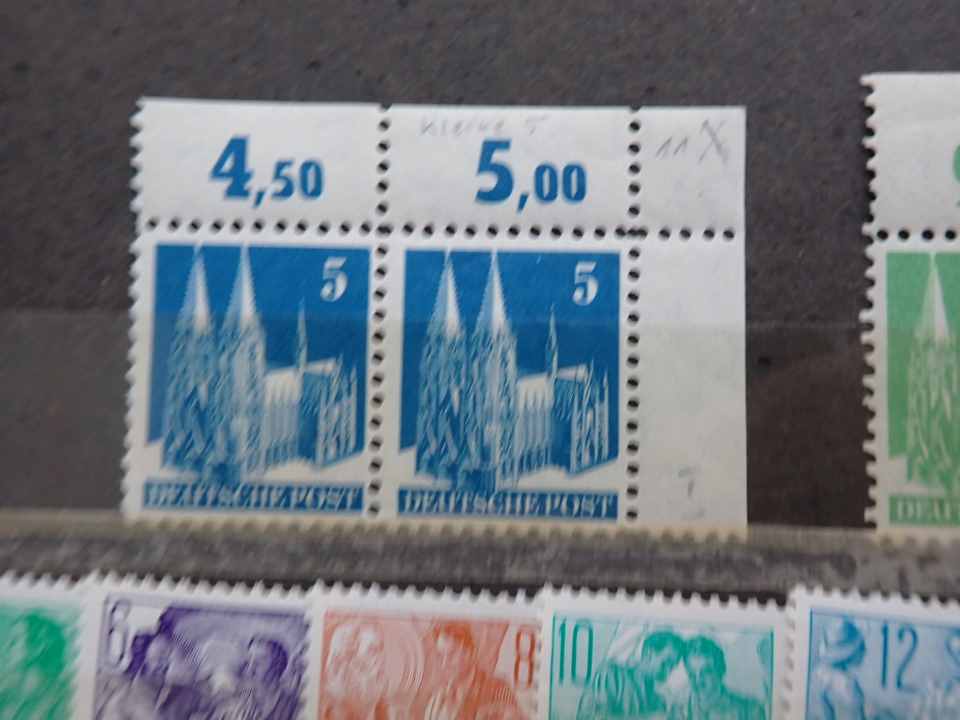 4,50 5,00
Kleine 5
11 X
5 5
DEUTSCHE POST DEUTSCHE POST
6 8 10 12